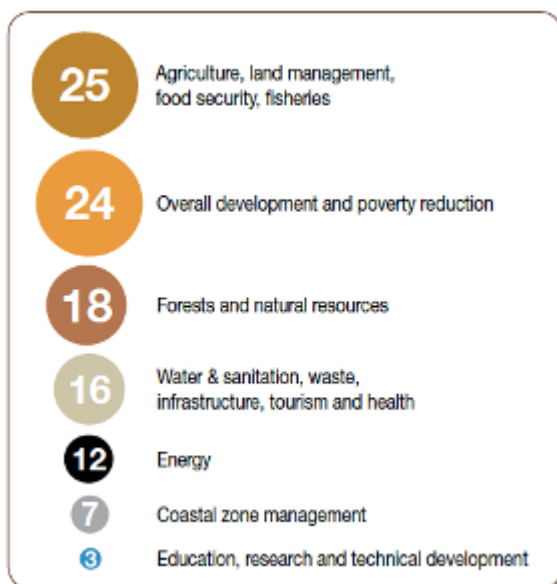 25
Agriculture, land management,
food security, fisheries
24
Overall development and poverty reduction
18
Forests and natural resources
16
Water & sanitation, waste,
infrastructure, tourism and health
12
Energy
7
Coastal zone management
3
Education, research and technical development